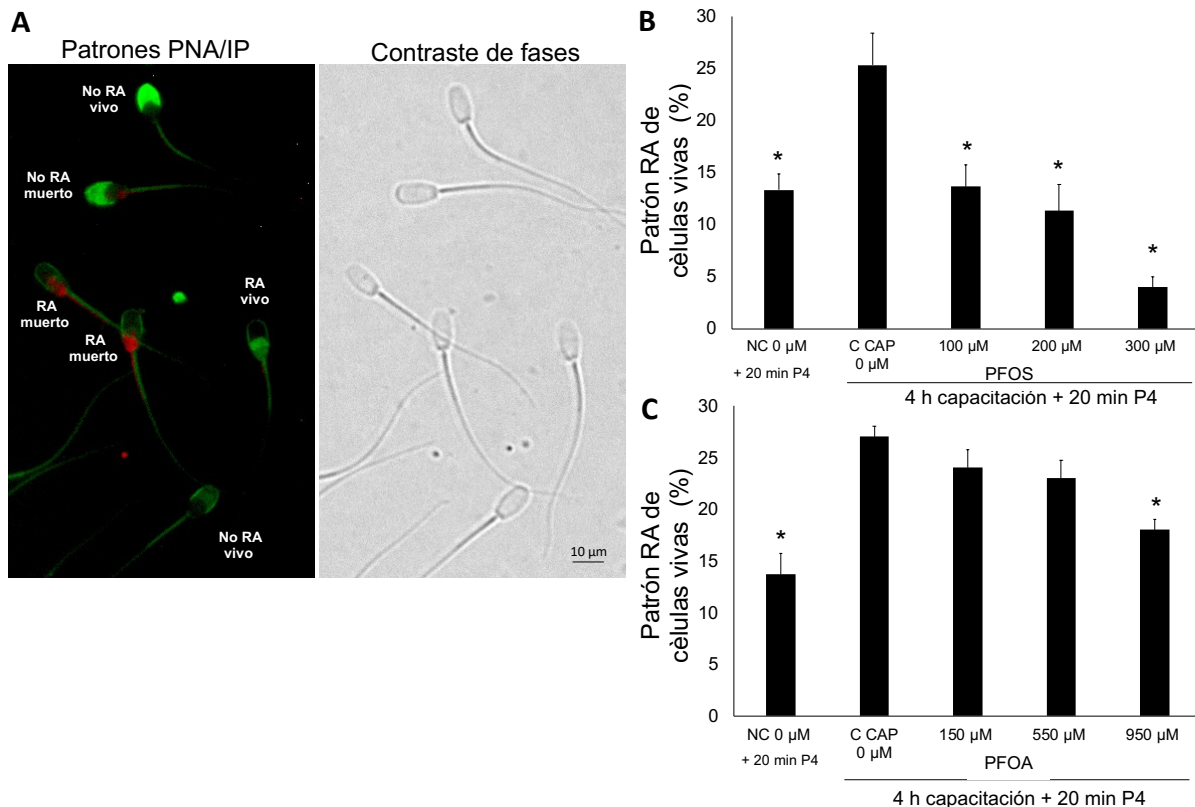 A
Patrones PNA/IP
Contraste de fases
No RA
vivo
No RA
muerto
RA
muerto
RA
muerto
RA
vivo
No RA
vivo
10 µm
B
Patrón RA de
cèlulas vivas (%)
30
25
20
15
10
5
0
*
*
*
*
NC 0 µM
+ 20 min P4
C CAP
0 µM
100 µM
200 µM
300 µM
PFOS
4 h capacitación + 20 min P4
C
Patrón RA de
cèlulas vivas (%)
30
25
20
15
10
5
0
*
*
NC 0 µM
+ 20 min P4
C CAP
0 µM
150 µM
550 µM
950 µM
PFOA
4 h capacitación + 20 min P4